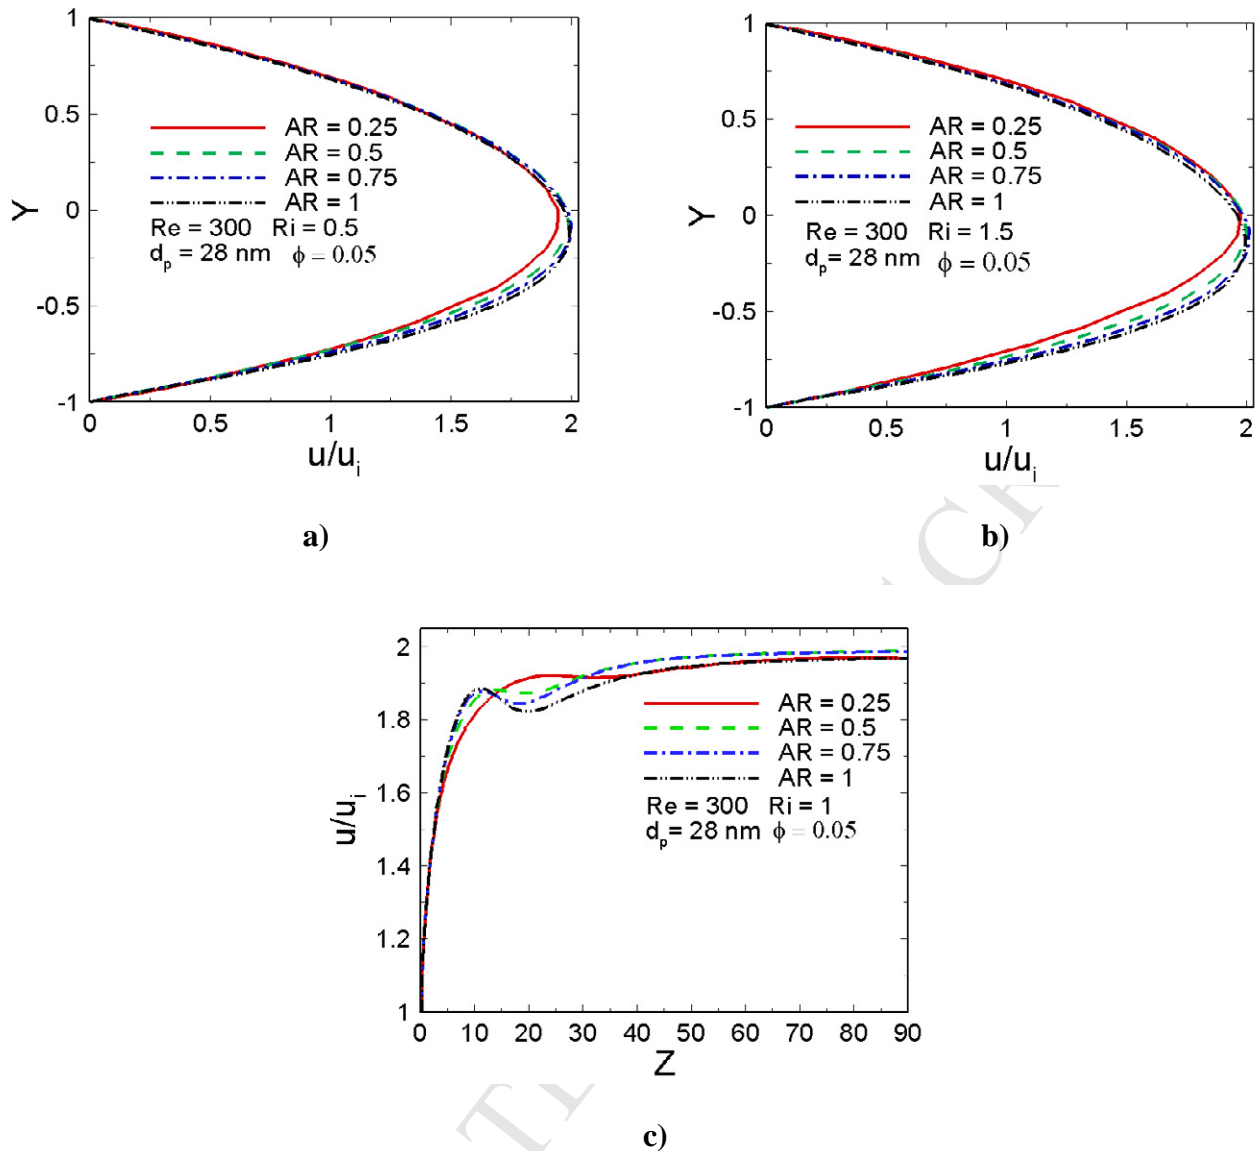 1
0.5
0
-0.5
-1
Y
AR = 0.25
AR = 0.5
AR = 0.75
AR = 1
Re = 300 Ri = 0.5
dp = 28 nm ϕ = 0.05
0 0.5 1 1.5 2
u/ui
a)
1
0.5
0
-0.5
-1
Y
AR = 0.25
AR = 0.5
AR = 0.75
AR = 1
Re = 300 Ri = 1.5
dp= 28 nm ϕ = 0.05
0 0.5 1 1.5 2
u/ui
b)
2
1.8
1.6
1.4
1.2
1
u/ui
AR = 0.25
AR = 0.5
AR = 0.75
AR = 1
Re = 300 Ri = 1
dp= 28 nm ϕ = 0.05
0 10 20 30 40 50 60 70 80 90
Z
c)